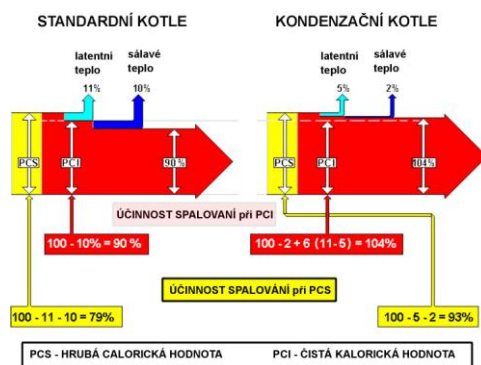 STANDARDNÍ KOTLE
KONDENZAČNÍ KOTLE
latentní
teplo
sálavé
teplo
11%
10%
latentní
teplo
sálavé
teplo
5%
2%
PCS
PCI
90%
PCS
PCI
104%
ÚČINNOST SPALOVANÍ při PCI
100 - 10% = 90 %
100 - 2 + 6 (11-5) = 104%
ÚČINNOST SPALOVÁNÍ při PCS
100 - 11 - 10 = 79%
100 - 5 - 2 = 93%
PCS - HRUBÁ CALORICKÁ HODNOTA
PCI - ČISTÁ KALORICKÁ HODNOTA